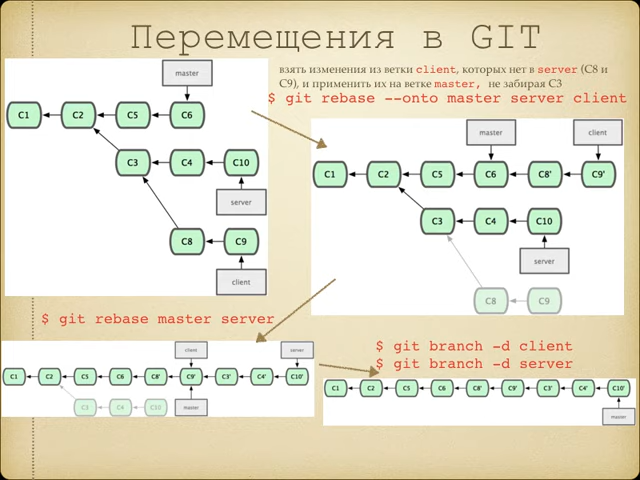 Перемещения в GIT
взять изменения из ветки client, которых нет в server (C8 и
C9), и применить их на ветке master, не забирая C3
$ git rebase --onto master server client
master
C1 C2 C5 C6
C3 C4 C10
server
C8 C9
client
master client
C1 C2 C5 C6 C8' C9'
C3 C4 C10
server
C8 C9
$ git rebase master server
client server
C1 C2 C5 C6 C8' C9' C3' C4' C10'
C3 C4 C10
master
$ git branch -d client
$ git branch -d server
C1 C2 C5 C6 C8' C9' C3' C4' C10'
master